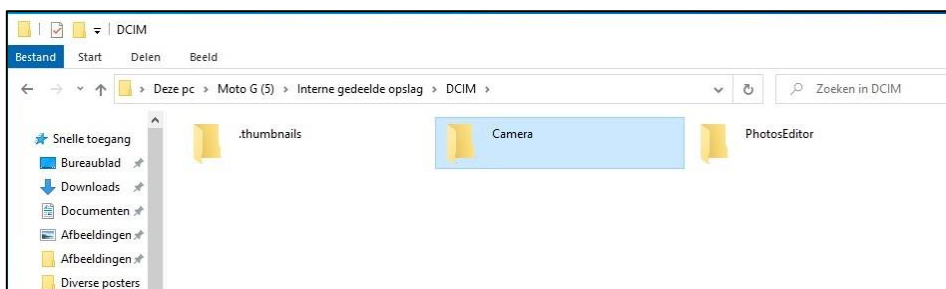 DCIM
Bestand Start Delen Beeld
Deze pc > Moto G (5) > Interne gedeelde opslag > DCIM >
Zoeken in DCIM
Snelle toegang
Bureaublad
Downloads
Documenten
Afbeeldingen
Afbeeldingen
Diverse posters
.thumbnails
Camera
PhotosEditor